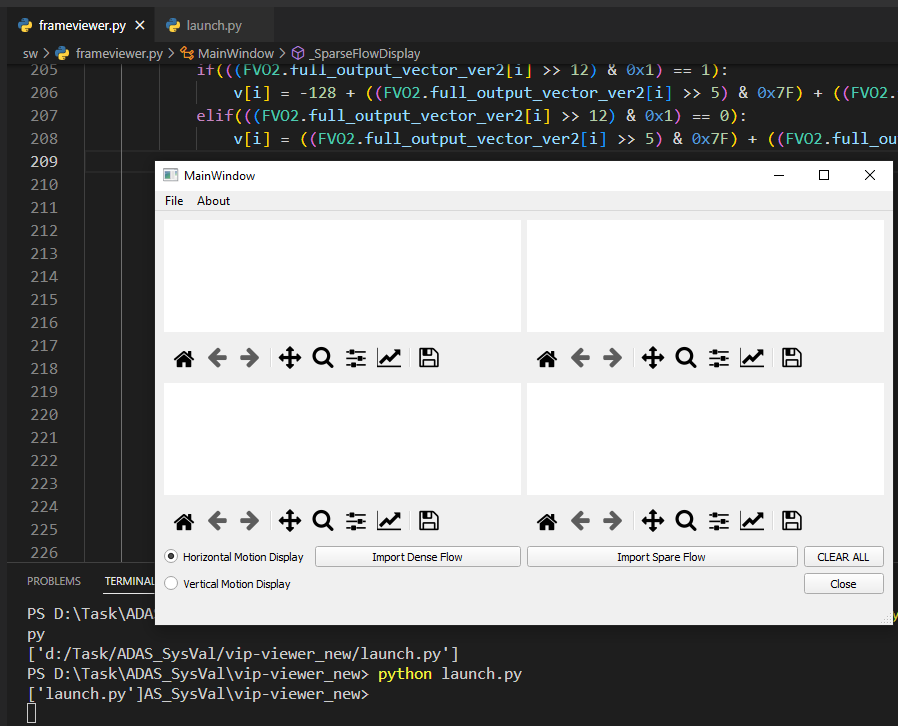 frameviewer.py
launch.py
sw > frameviewer.py > MainWindow > _SparseFlowDisplay
205 if(((FVO2.full_output_vector_ver2[i] >> 12) & 0x1) == 1):
206 v[i] = -128 + ((FVO2.full_output_vector_ver2[i] >> 5) & 0x7F) + ((FVO2.
207 elif(((FVO2.full_output_vector_ver2[i] >> 12) & 0x1) == 0):
208 v[i] = ((FVO2.full_output_vector_ver2[i] >> 5) & 0x7F) + ((FVO2.full_ou
209
210
211
212
213
214
215
216
217
218
219
220
221
222
223
224
225
226
MainWindow
File About
Horizontal Motion Display
Import Dense Flow
Import Spare Flow
CLEAR ALL
Vertical Motion Display
Close
PROBLEMS TERMINAL
PS D:\Task\ADAS
py
['d:/Task/ADAS_SysVal/vip-viewer_new/launch.py']
PS D:\Task\ADAS_SysVal\vip-viewer_new> python launch.py
['launch.py']AS_SysVal\vip-viewer_new>